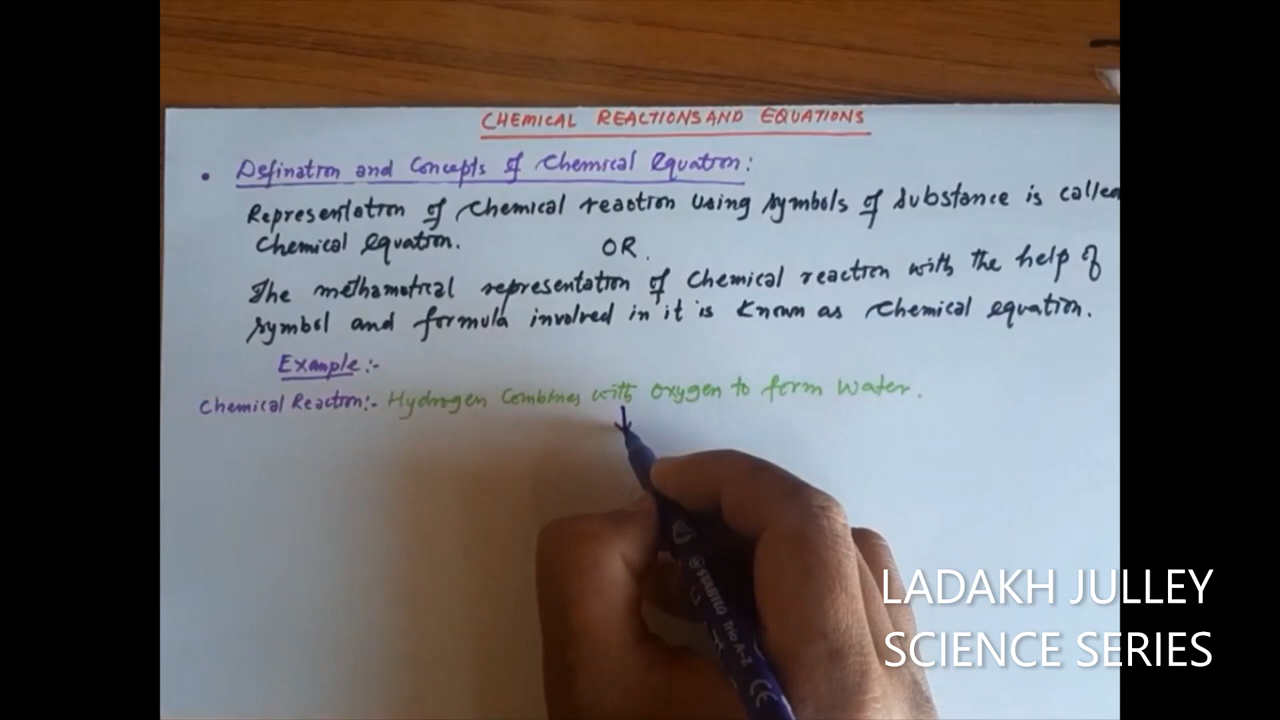 CHEMICAL REACTIONS AND EQUATIONS
• Defination and Concepts of Chemical equation:
Representation of Chemical reaction using symbols of substance is called
Chemical equation. OR.
The methamatical representation of Chemical reaction with the help of
symbol and formula involved in it is known as Chemical equation.
Example:-
Chemical Reaction:- Hydrogen Combines with oxygen to form water.
STABILO Trio A-Z CE
LADAKH JULLEY
SCIENCE SERIES